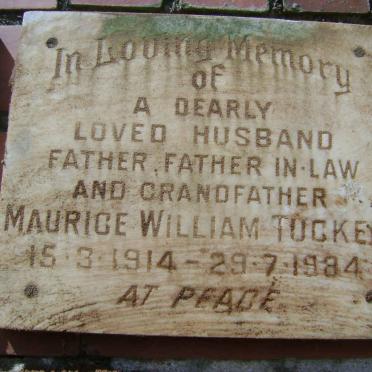 In Loving Memory
of
A DEARLY
LOVED HUSBAND
FATHER, FATHER IN-LAW
AND GRANDFATHER
MAURICE WILLIAM TUCKEY
15-3-1914 - 29-7-1984
AT PEACE